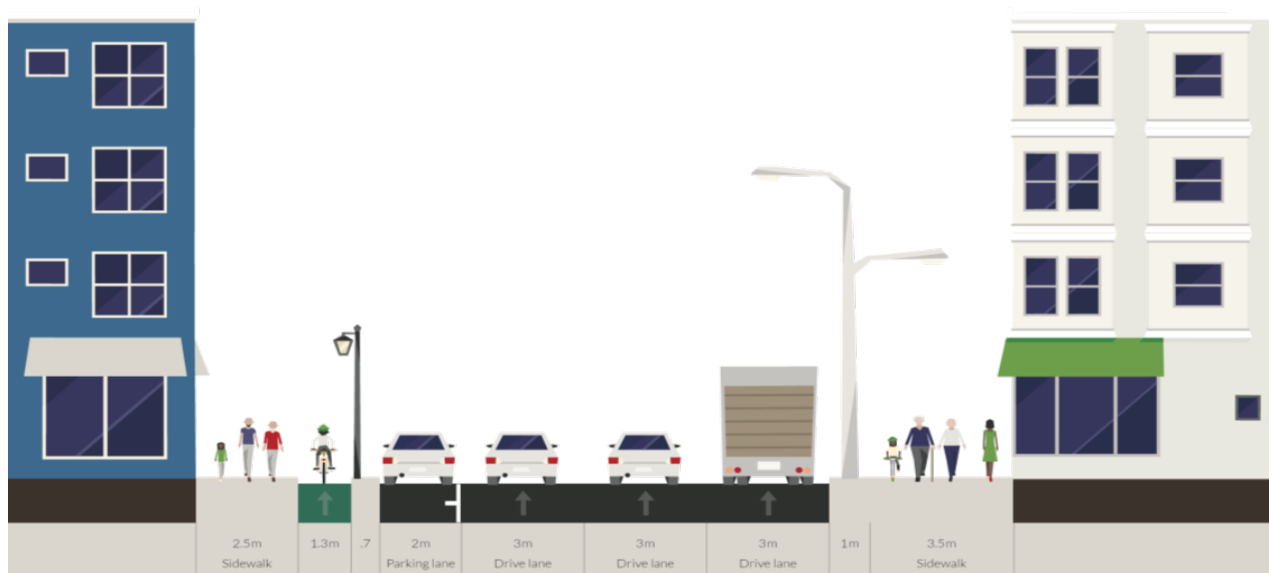 2.5m
Sidewalk
1.3m
.7
2m
Parking lane
3m
Drive lane
3m
Drive lane
3m
Drive lane
1m
3.5m
Sidewalk